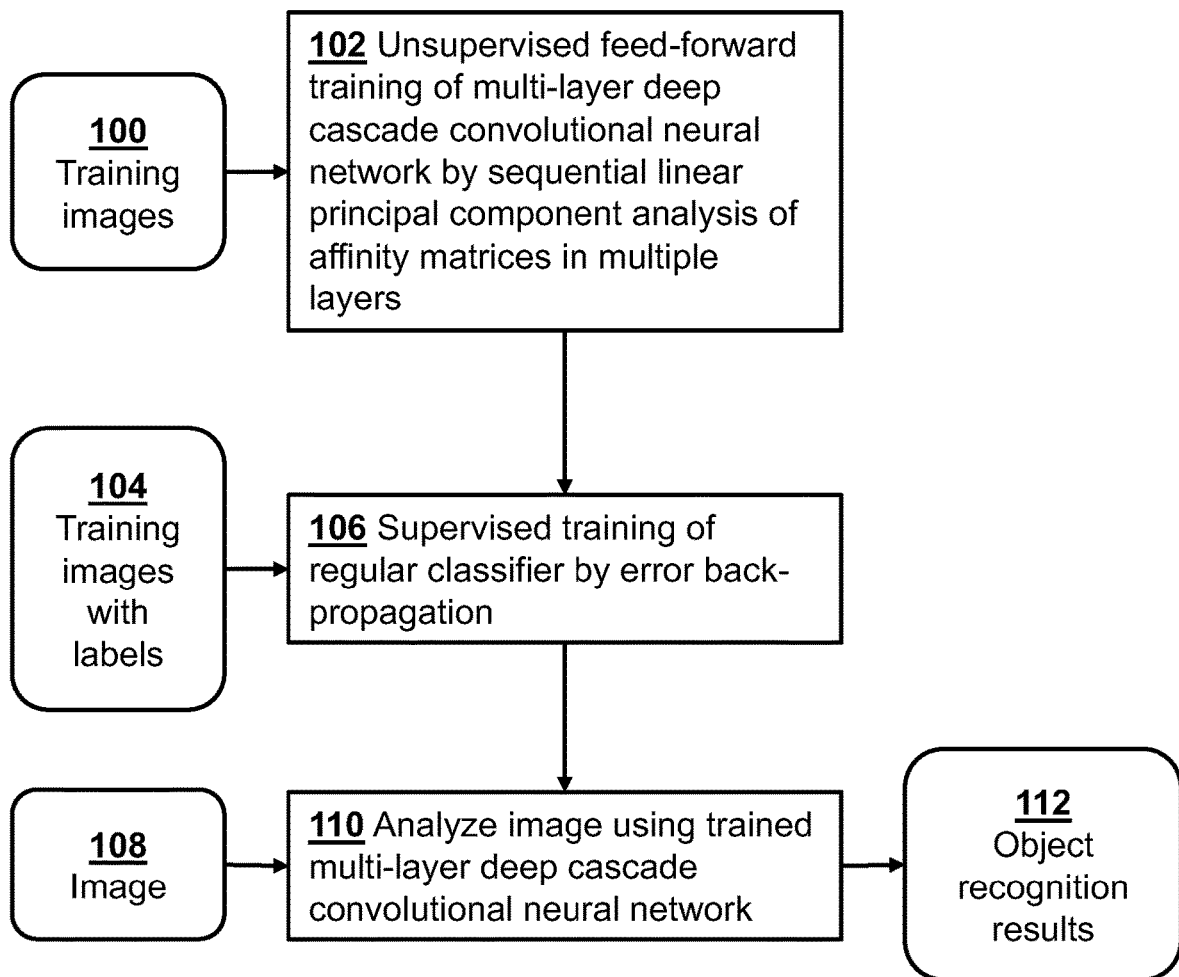 100
Training
images
102 Unsupervised feed-forward
training of multi-layer deep
cascade convolutional neural
network by sequential linear
principal component analysis of
affinity matrices in multiple
layers
104
Training
images
with
labels
106 Supervised training of
regular classifier by error back-
propagation
108
Image
110 Analyze image using trained
multi-layer deep cascade
convolutional neural network
112
Object
recognition
results